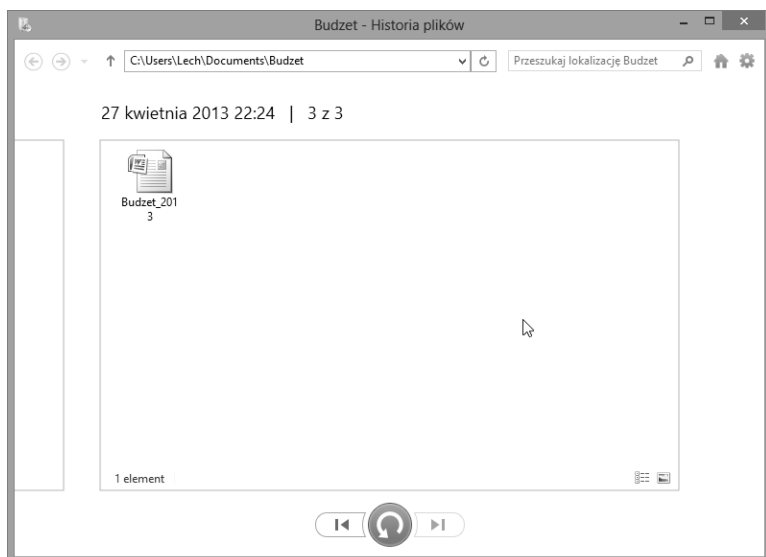 Budzet - Historia plików
C:\Users\Lech\Documents\Budzet
Przeszukaj lokalizację Budzet
27 kwietnia 2013 22:24 | 3 z 3
Budzet_201
3
1 element